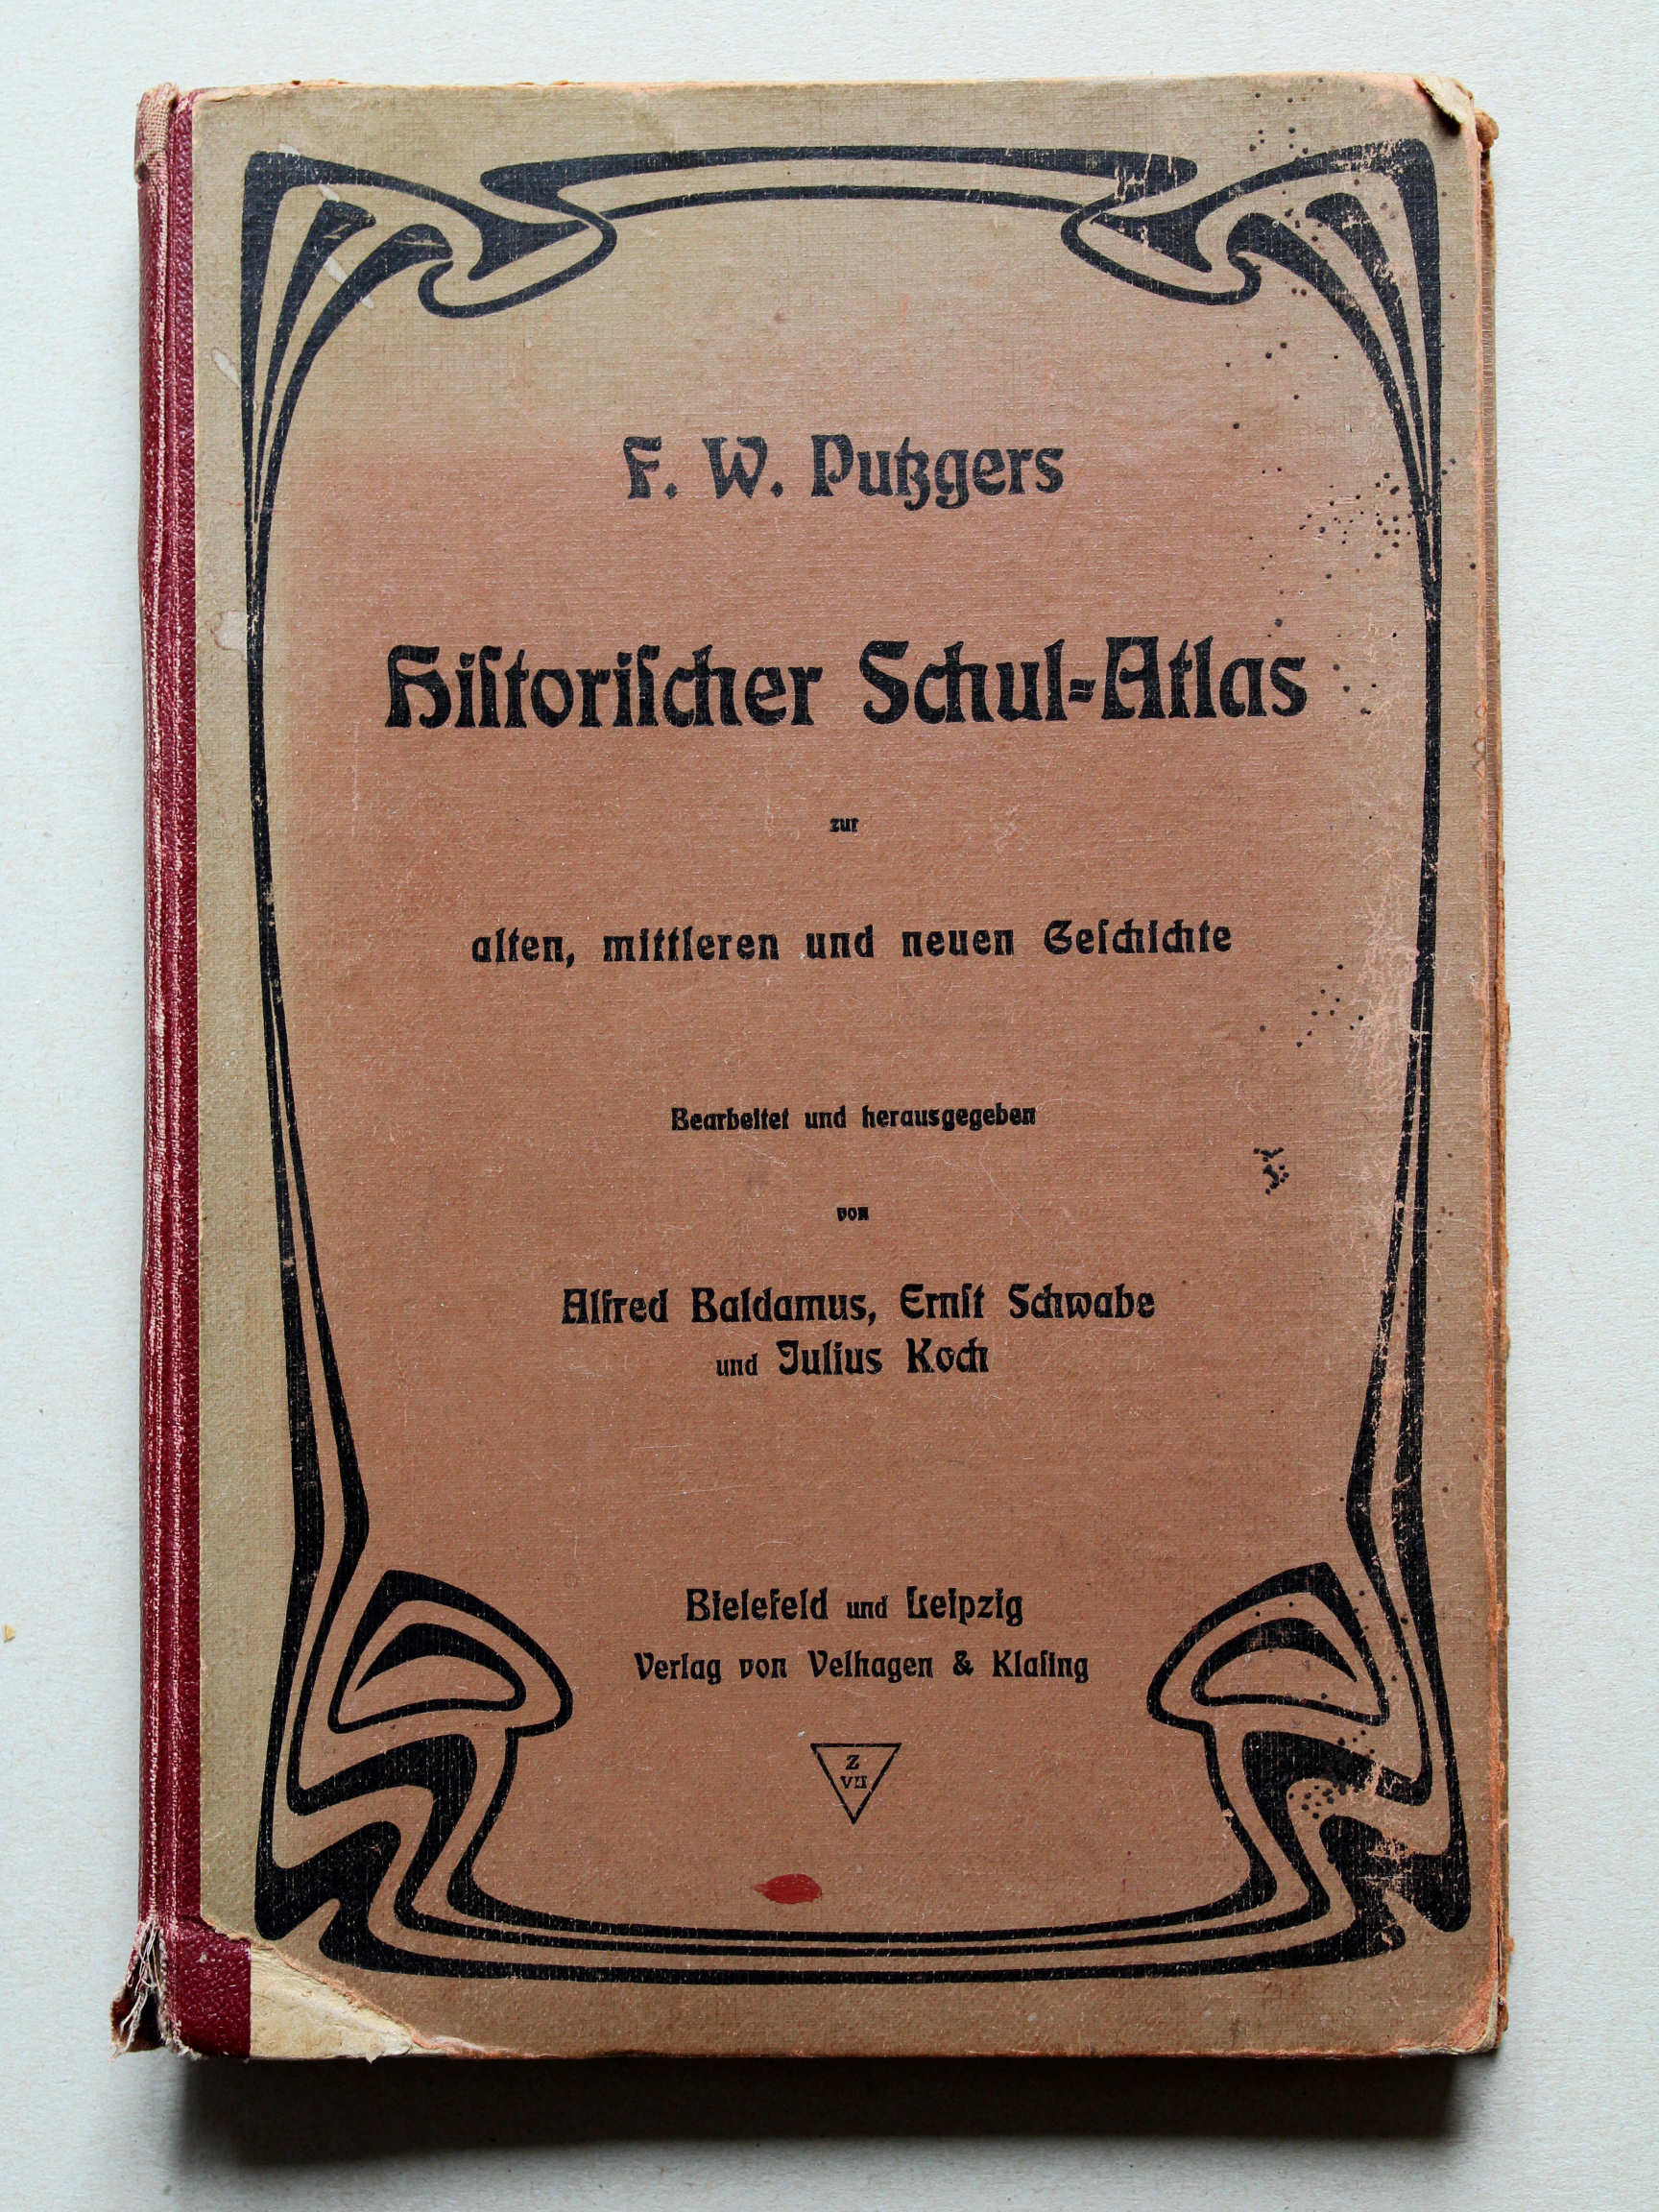 F. W. Putzgers
Hiſtoriſcher Schul=Atlas
zur
alten, mittleren und neuen Geſchichte
Bearbeitet und herausgegeben
von
Alfred Baldamus, Ernſt Schwabe
und Julius Koch
Bielefeld und Leipzig
Verlag von Velhagen & Klaſing
Z
VII